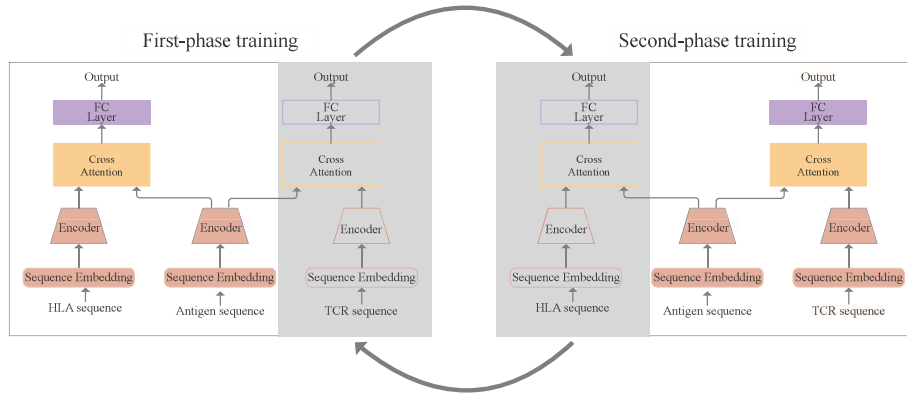 First-phase training
Second-phase training
Output
Output
FC
Layer
FC
Layer
Cross
Attention
Cross
Attention
Encoder
Encoder
Encoder
Sequence Embedding
Sequence Embedding
Sequence Embedding
HLA sequence
Antigen sequence
TCR sequence
Output
Output
FC
Layer
FC
Layer
Cross
Attention
Cross
Attention
Encoder
Encoder
Encoder
Sequence Embedding
Sequence Embedding
Sequence Embedding
HLA sequence
Antigen sequence
TCR sequence